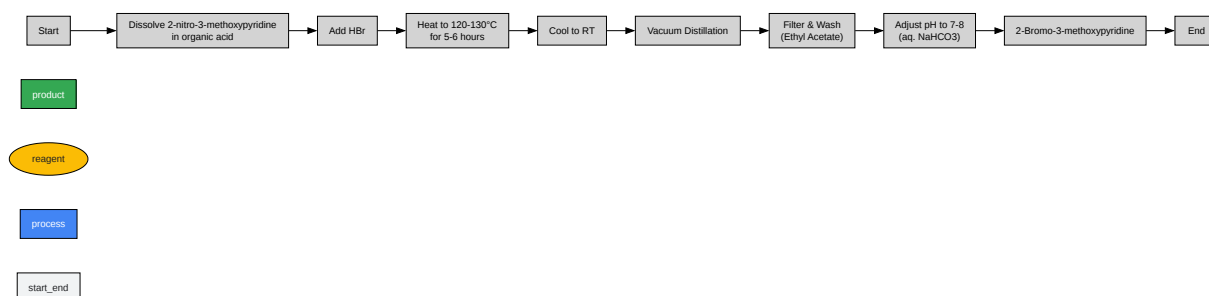 Start
Dissolve 2-nitro-3-methoxypyridine
in organic acid
Add HBr
Heat to 120-130°C
for 5-6 hours
Cool to RT
Vacuum Distillation
Filter & Wash
(Ethyl Acetate)
Adjust pH to 7-8
(aq. NaHCO3)
2-Bromo-3-methoxypyridine
End
product
reagent
process
start_end